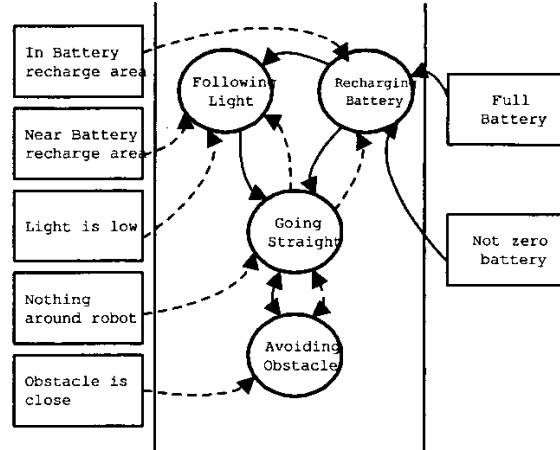 In Battery
recharge area
Near Battery
recharge area
Light is low
Nothing
around robot
Obstacle is
close
Following
Light
Recharging
Battery
Going
Straight
Avoiding
Obstacle
Full
Battery
Not zero
battery